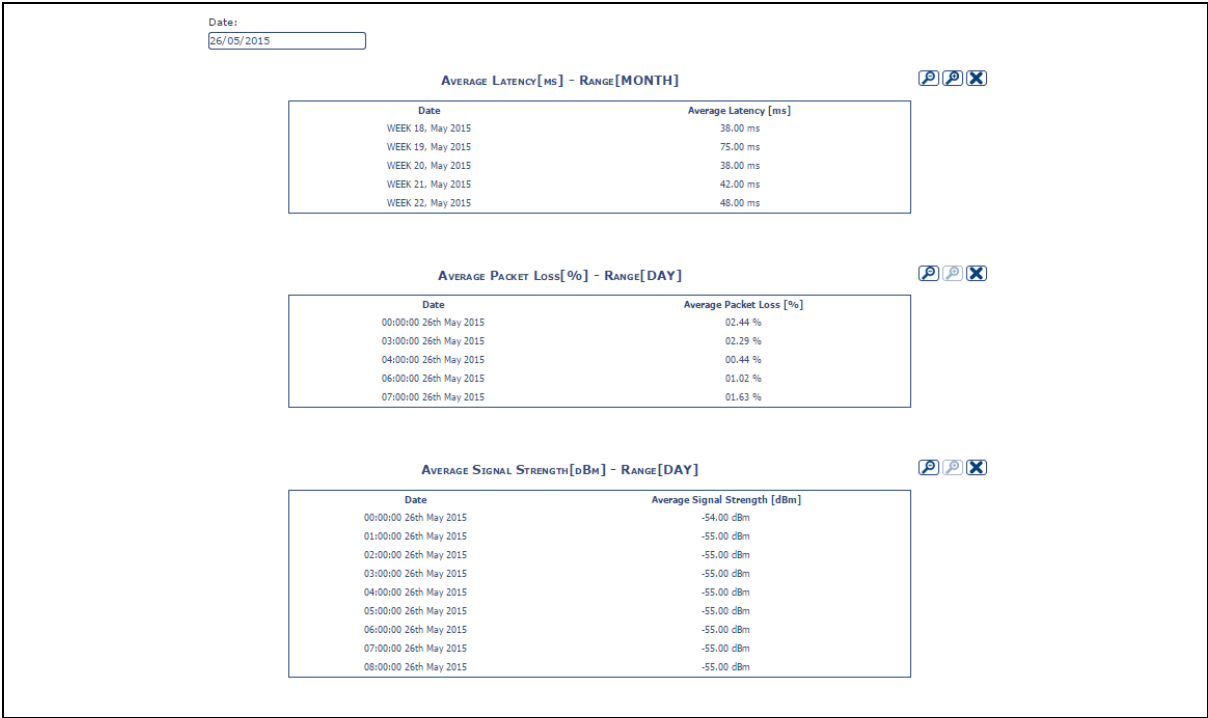 Date:
26/05/2015
Average Latency[ms] - Range[MONTH]
Date Average Latency [ms]
WEEK 18, May 2015 38.00 ms
WEEK 19, May 2015 75.00 ms
WEEK 20, May 2015 38.00 ms
WEEK 21, May 2015 42.00 ms
WEEK 22, May 2015 48.00 ms
Average Packet Loss[%] - Range[DAY]
Date Average Packet Loss [%]
00:00:00 26th May 2015 02.44 %
03:00:00 26th May 2015 02.29 %
04:00:00 26th May 2015 00.44 %
06:00:00 26th May 2015 01.02 %
07:00:00 26th May 2015 01.63 %
Average Signal Strength[dBm] - Range[DAY]
Date Average Signal Strength [dBm]
00:00:00 26th May 2015 -54.00 dBm
01:00:00 26th May 2015 -55.00 dBm
02:00:00 26th May 2015 -55.00 dBm
03:00:00 26th May 2015 -55.00 dBm
04:00:00 26th May 2015 -55.00 dBm
05:00:00 26th May 2015 -55.00 dBm
06:00:00 26th May 2015 -55.00 dBm
07:00:00 26th May 2015 -55.00 dBm
08:00:00 26th May 2015 -55.00 dBm